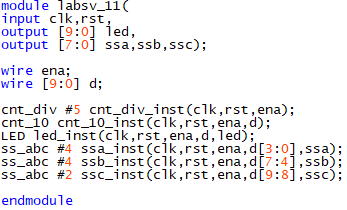 module labsv_11(
input clk,rst,
output [9:0] led,
output [7:0] ssa,ssb,ssc);
wire ena;
wire [9:0] d;
cnt_div #5 cnt_div_inst(clk,rst,ena);
cnt_10 cnt_10_inst(clk,rst,ena,d);
LED led_inst(clk,rst,ena,d,led);
ss_abc #4 ssa_inst(clk,rst,ena,d[3:0],ssa);
ss_abc #4 ssb_inst(clk,rst,ena,d[7:4],ssb);
ss_abc #2 ssc_inst(clk,rst,ena,d[9:8],ssc);
endmodule